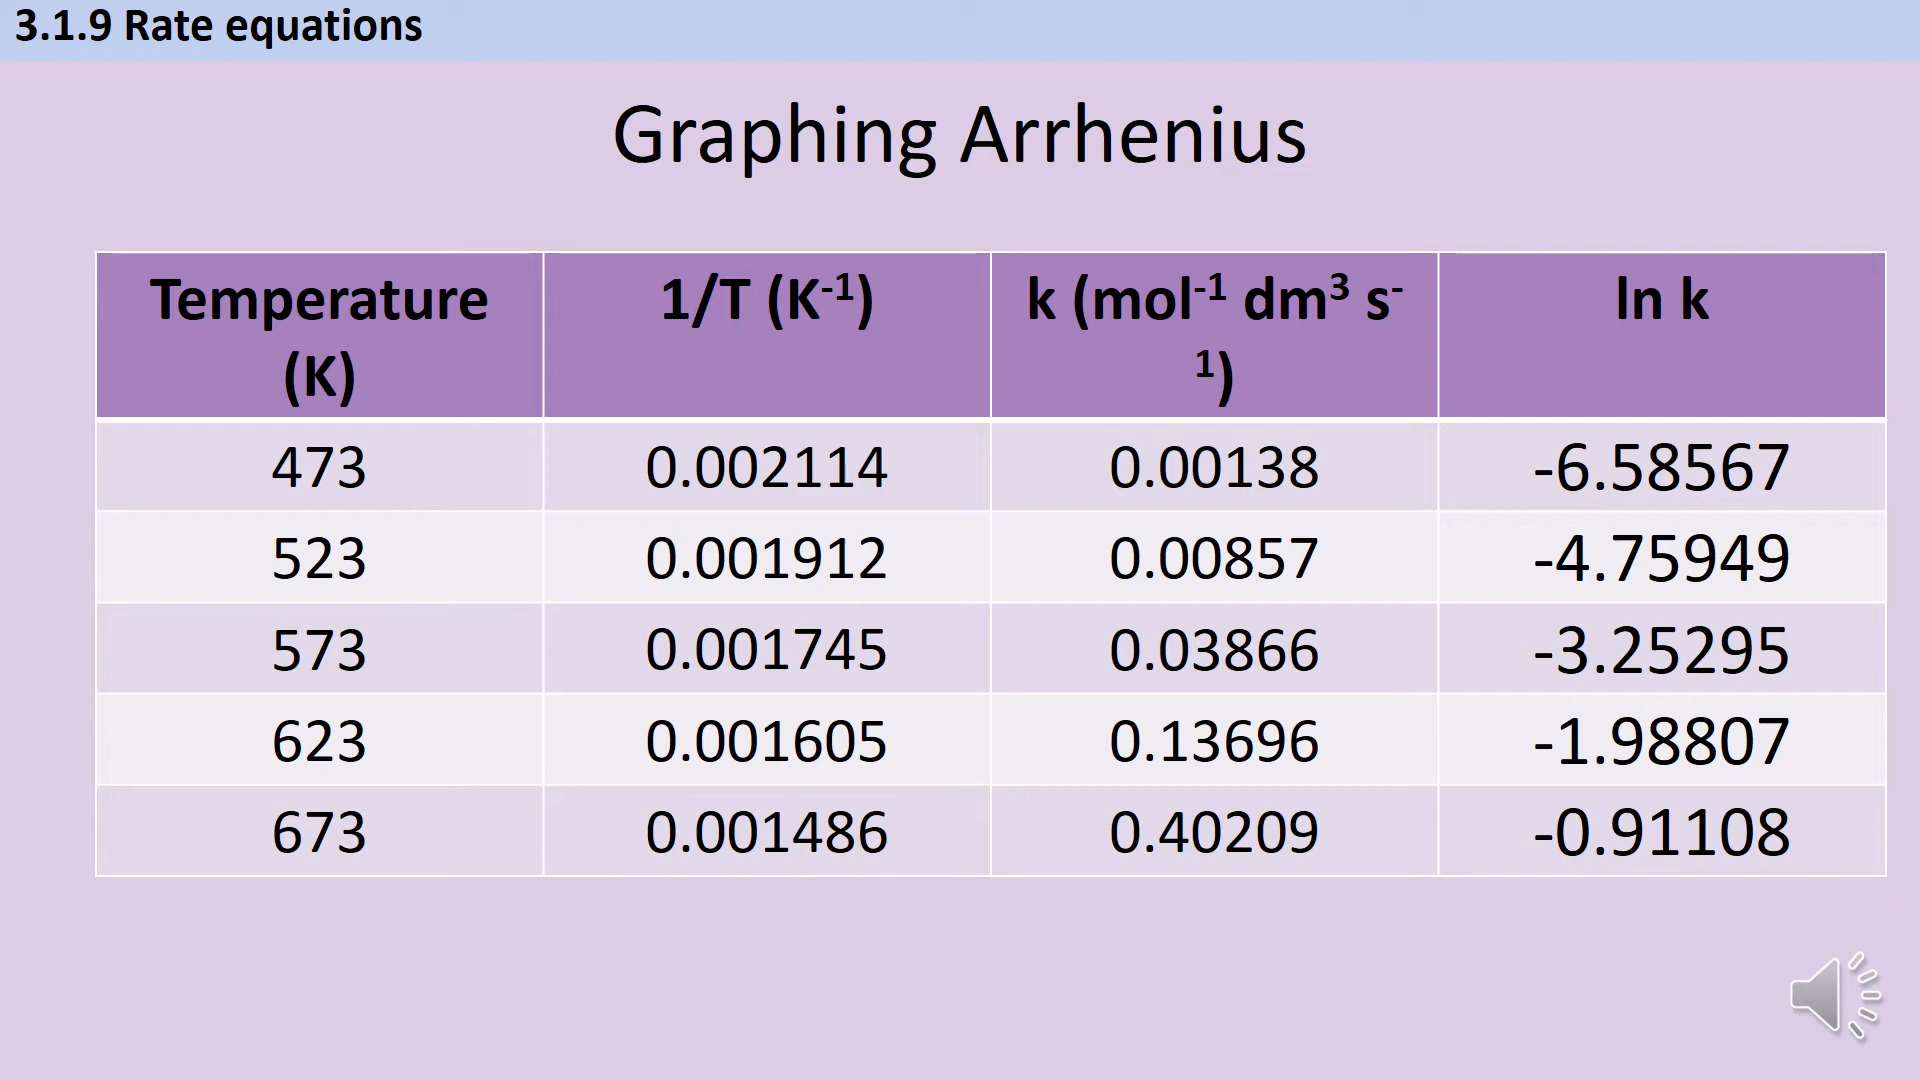 3.1.9 Rate equations
Graphing Arrhenius
Temperature (K) 1/T (K⁻¹) k (mol⁻¹ dm³ s⁻¹) ln k
473 0.002114 0.00138 -6.58567
523 0.001912 0.00857 -4.75949
573 0.001745 0.03866 -3.25295
623 0.001605 0.13696 -1.98807
673 0.001486 0.40209 -0.91108